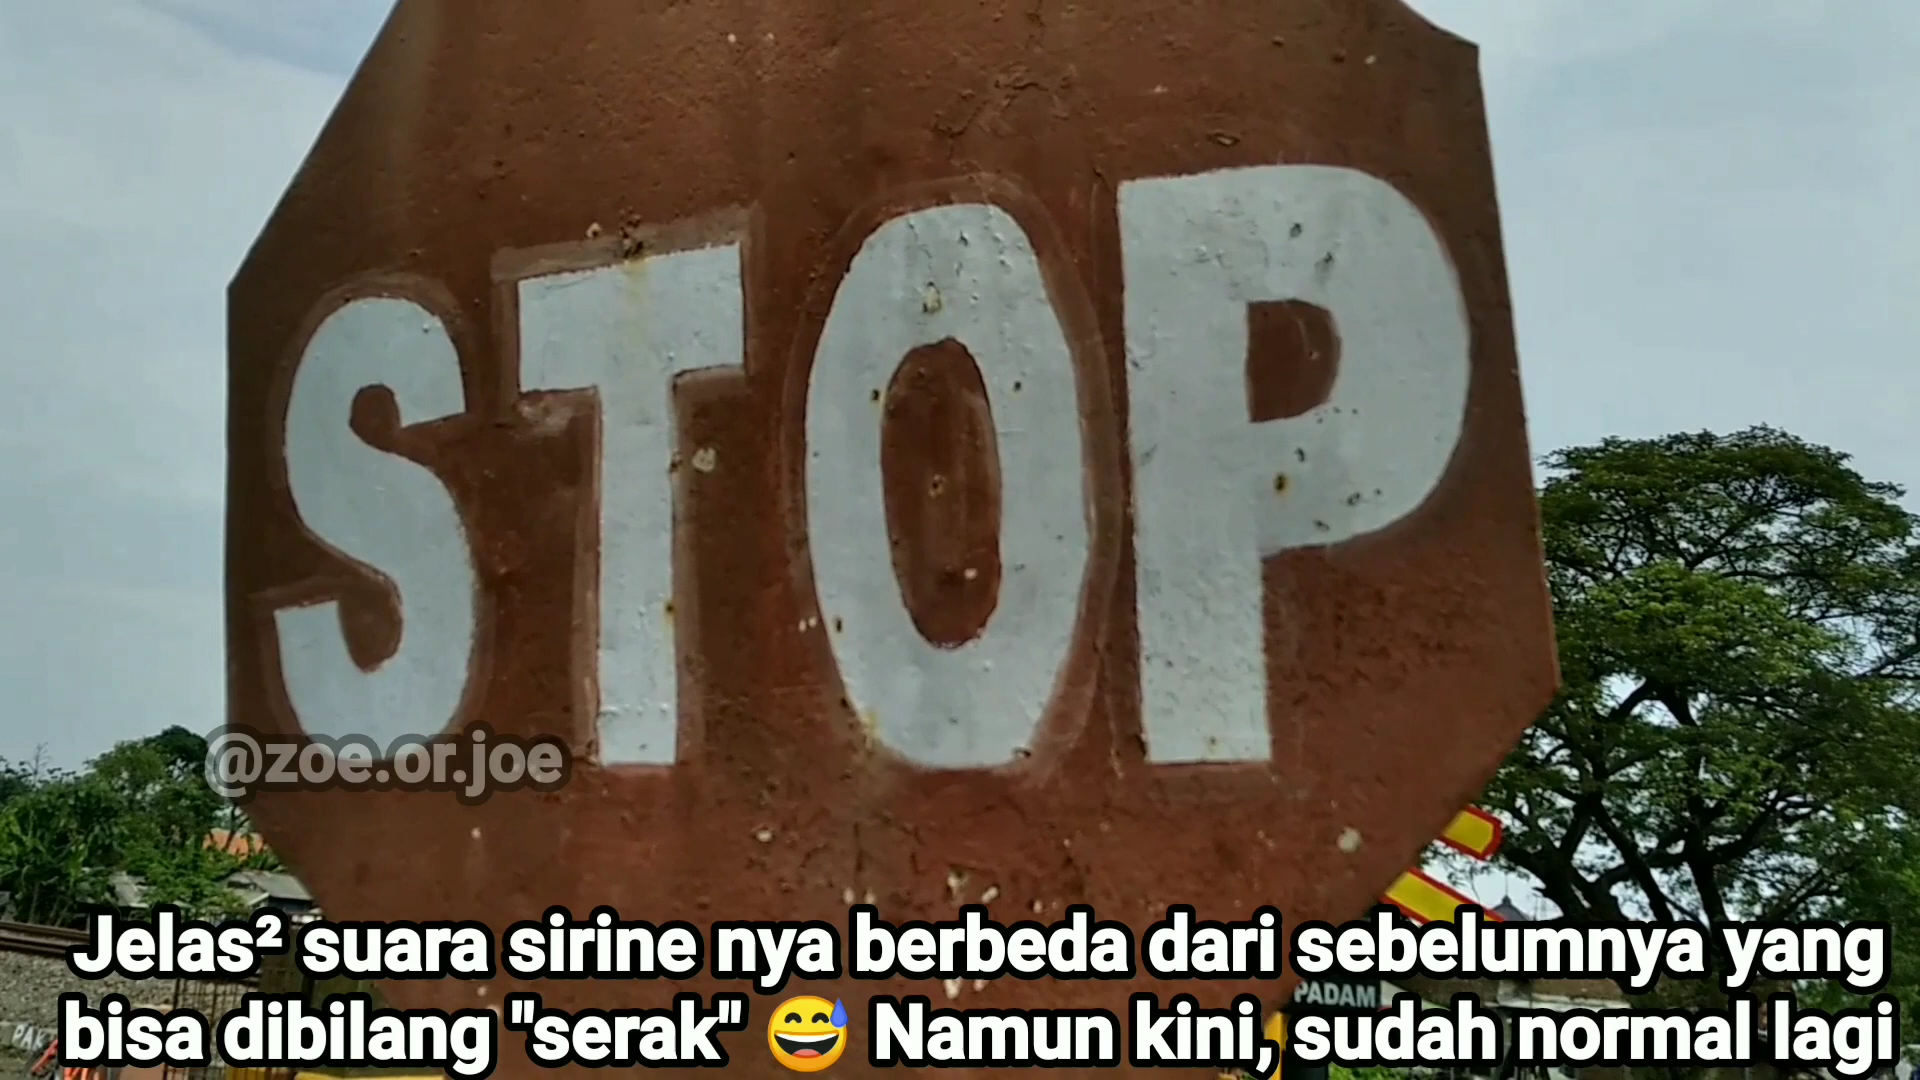 STOP
@zoe.or.joe
Jelas² suara sirine nya berbeda dari sebelumnya yang
PADAM
bisa dibilang "serak" 😅 Namun kini, sudah normal lagi